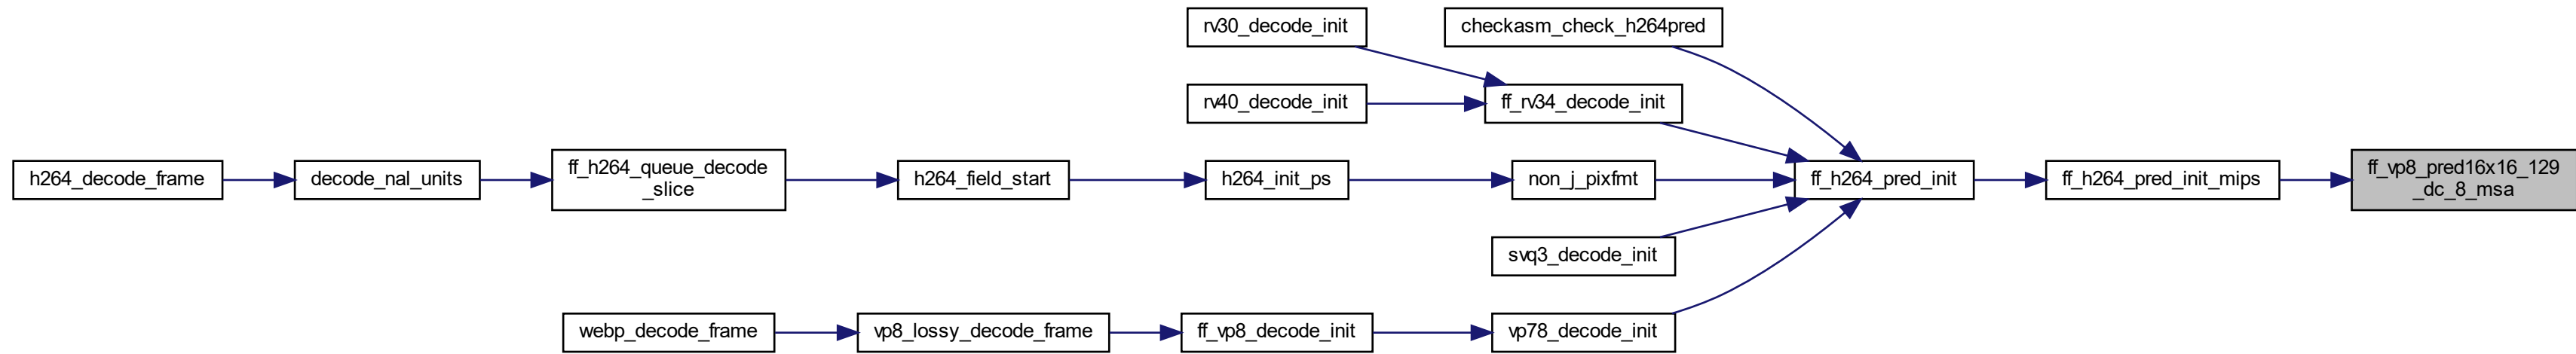 rv30_decode_init
checkasm_check_h264pred
rv40_decode_init
ff_rv34_decode_init
h264_decode_frame
decode_nal_units
ff_h264_queue_decode
_slice
h264_field_start
h264_init_ps
non_j_pixfmt
ff_h264_pred_init
ff_h264_pred_init_mips
ff_vp8_pred16x16_129
_dc_8_msa
svq3_decode_init
webp_decode_frame
vp8_lossy_decode_frame
ff_vp8_decode_init
vp78_decode_init